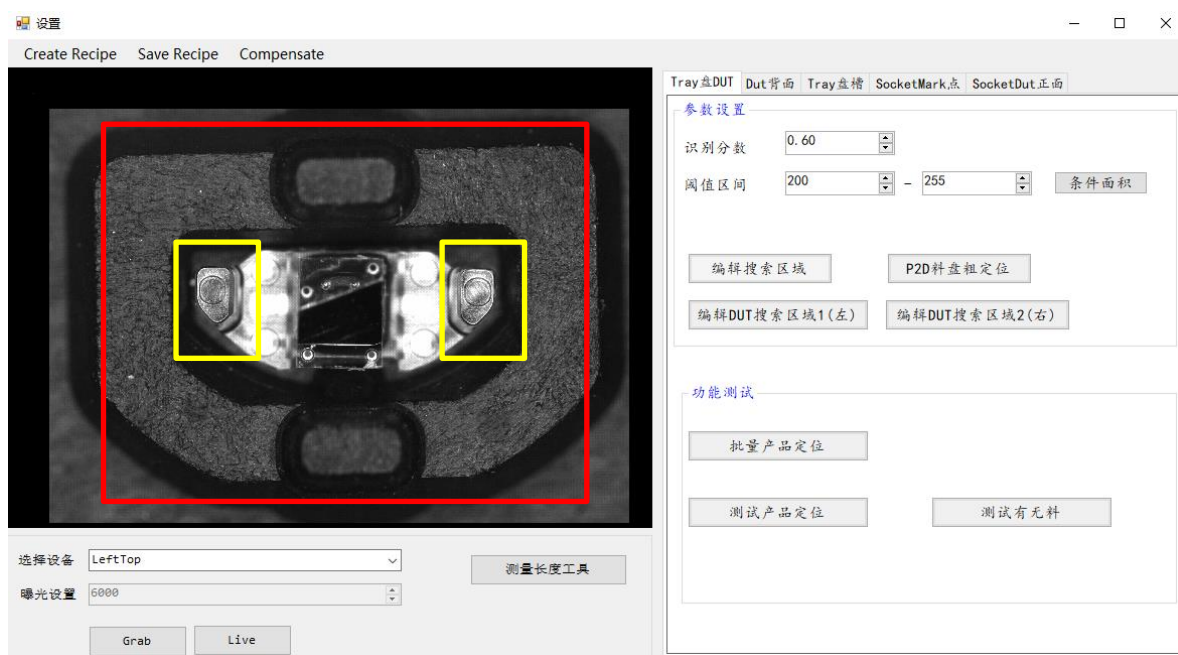 设置
Create Recipe Save Recipe Compensate
Tray盘DUT Dut背面 Tray盘槽 SocketMark点 SocketDut正面
参数设置
识别分数 0.60
阈值区间 200 - 255 条件面积
编辑搜索区域 P2D料盘粗定位
编辑DUT搜索区域1(左) 编辑DUT搜索区域2(右)
功能测试
批量产品定位
测试产品定位 测试有无料
选择设备 LeftTop 测量长度工具
曝光设置 6000
Grab Live